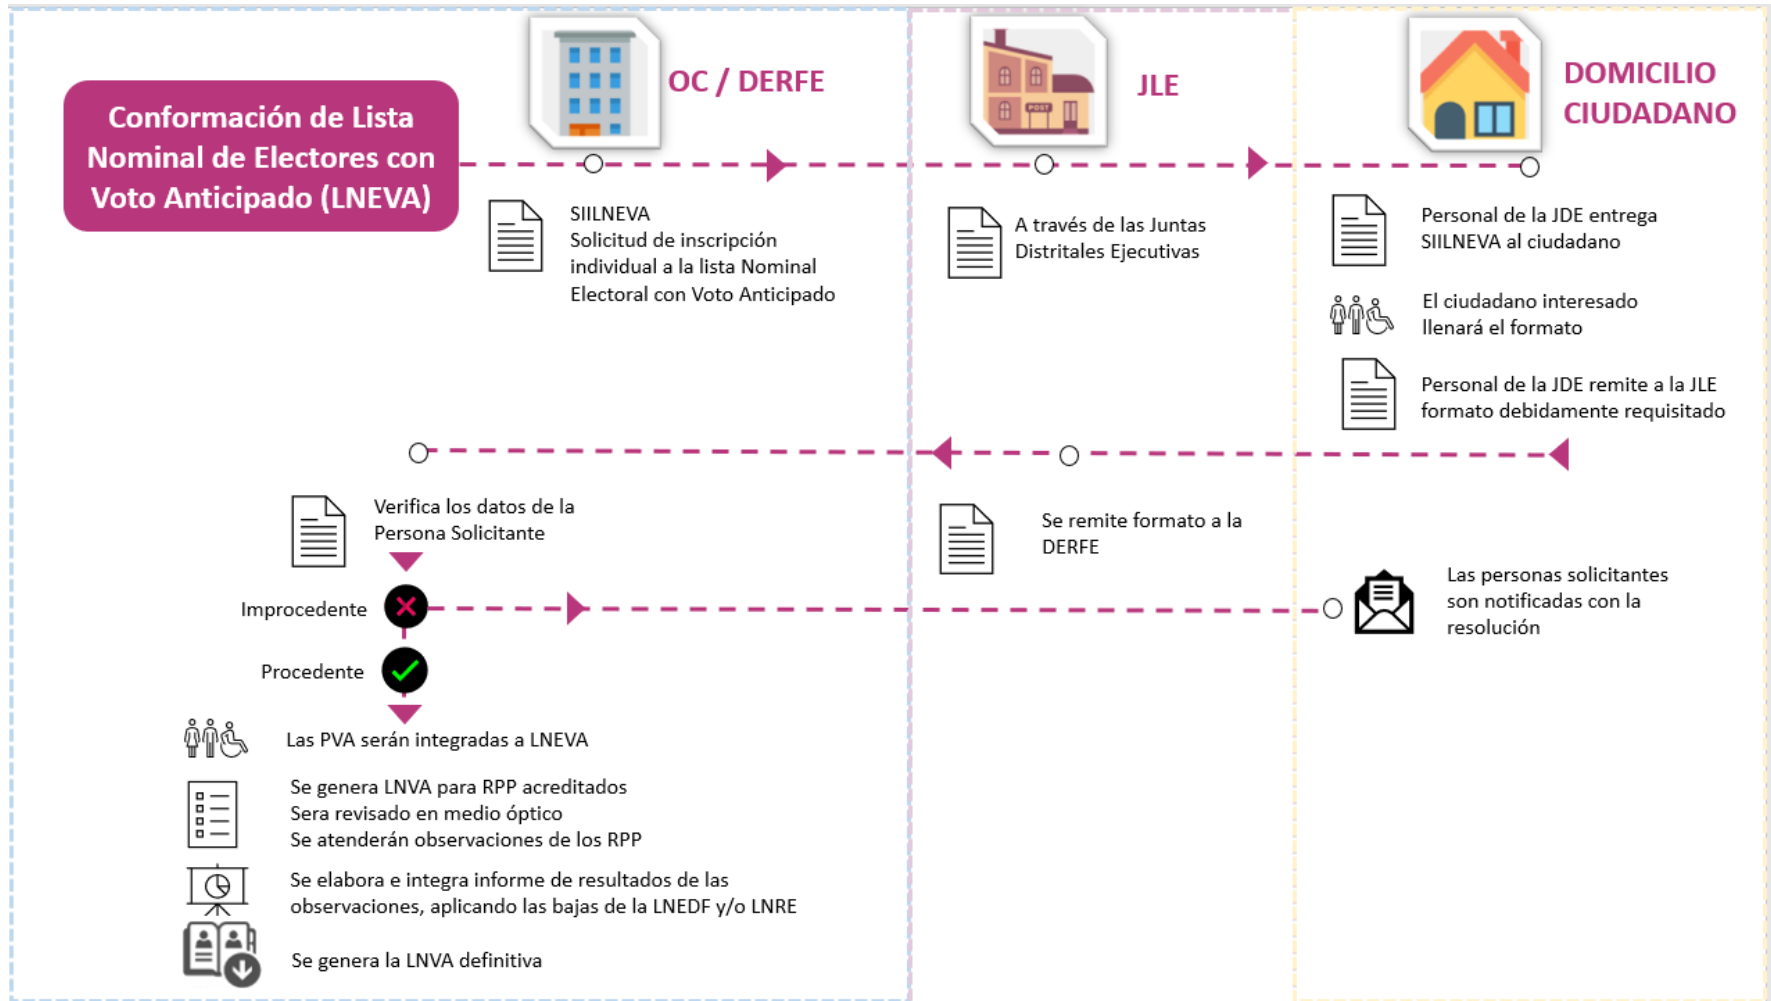 Conformación de Lista
Nominal de Electores con
Voto Anticipado (LNEVA)
OC / DERFE
JLE
POST
DOMICILIO
CIUDADANO
SIILNEVA
Solicitud de inscripción
individual a la lista Nominal
Electoral con Voto Anticipado
A través de las Juntas
Distritales Ejecutivas
Personal de la JDE entrega
SIILNEVA al ciudadano
El ciudadano interesado
llenará el formato
Personal de la JDE remite a la JLE
formato debidamente requisitado
Verifica los datos de la
Persona Solicitante
Se remite formato a la
DERFE
Improcedente
Las personas solicitantes
son notificadas con la
resolución
Procedente
Las PVA serán integradas a LNEVA
Se genera LNVA para RPP acreditados
Sera revisado en medio óptico
Se atenderán observaciones de los RPP
Se elabora e integra informe de resultados de las
observaciones, aplicando las bajas de la LNEDF y/o LNRE
Se genera la LNVA definitiva